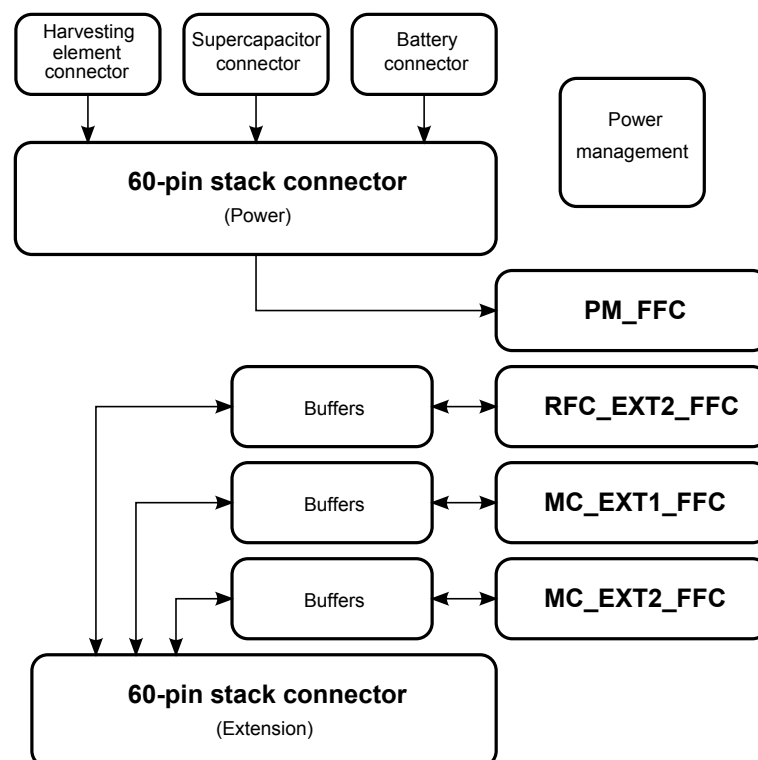 Harvesting
element
connector
Supercapacitor
connector
Battery
connector
Power
management
60-pin stack connector
(Power)
PM_FFC
Buffers
RFC_EXT2_FFC
Buffers
MC_EXT1_FFC
Buffers
MC_EXT2_FFC
60-pin stack connector
(Extension)